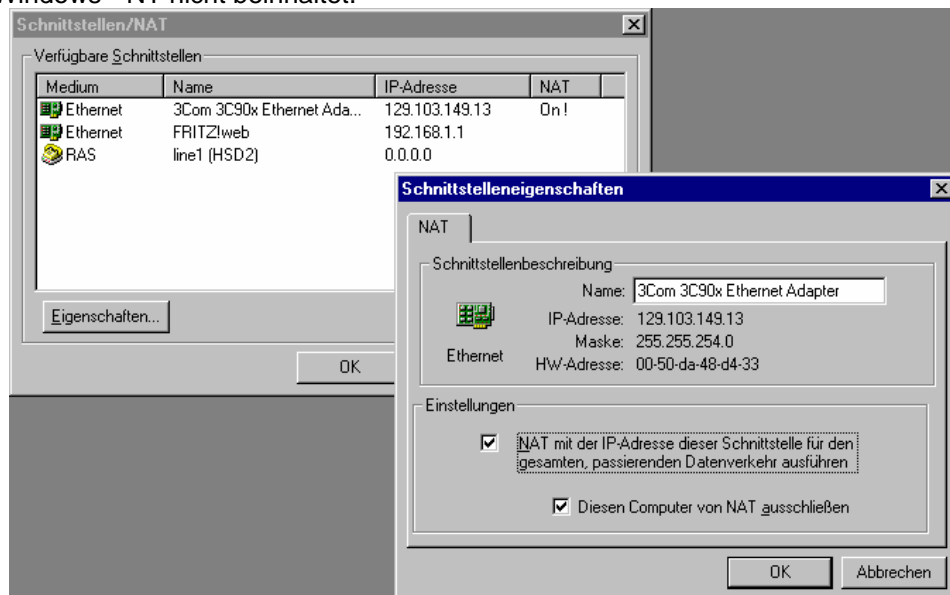 Windows - NT nicht beinhaltet.
Schnittstellen/NAT
Verfügbare Schnittstellen
Medium Name IP-Adresse NAT
Ethernet 3Com 3C90x Ethernet Ada... 129.103.149.13 On!
Ethernet FRITZ!web 192.168.1.1
RAS line1 (HSD2) 0.0.0.0
Eigenschaften...
OK
Schnittstelleneigenschaften
NAT
Schnittstellenbeschreibung
Name: 3Com 3C90x Ethernet Adapter
IP-Adresse: 129.103.149.13
Maske: 255.255.254.0
Ethernet
HW-Adresse: 00-50-da-48-d4-33
Einstellungen
NAT mit der IP-Adresse dieser Schnittstelle für den
gesamten, passierenden Datenverkehr ausführen
Diesen Computer von NAT ausschließen
OK Abbrechen